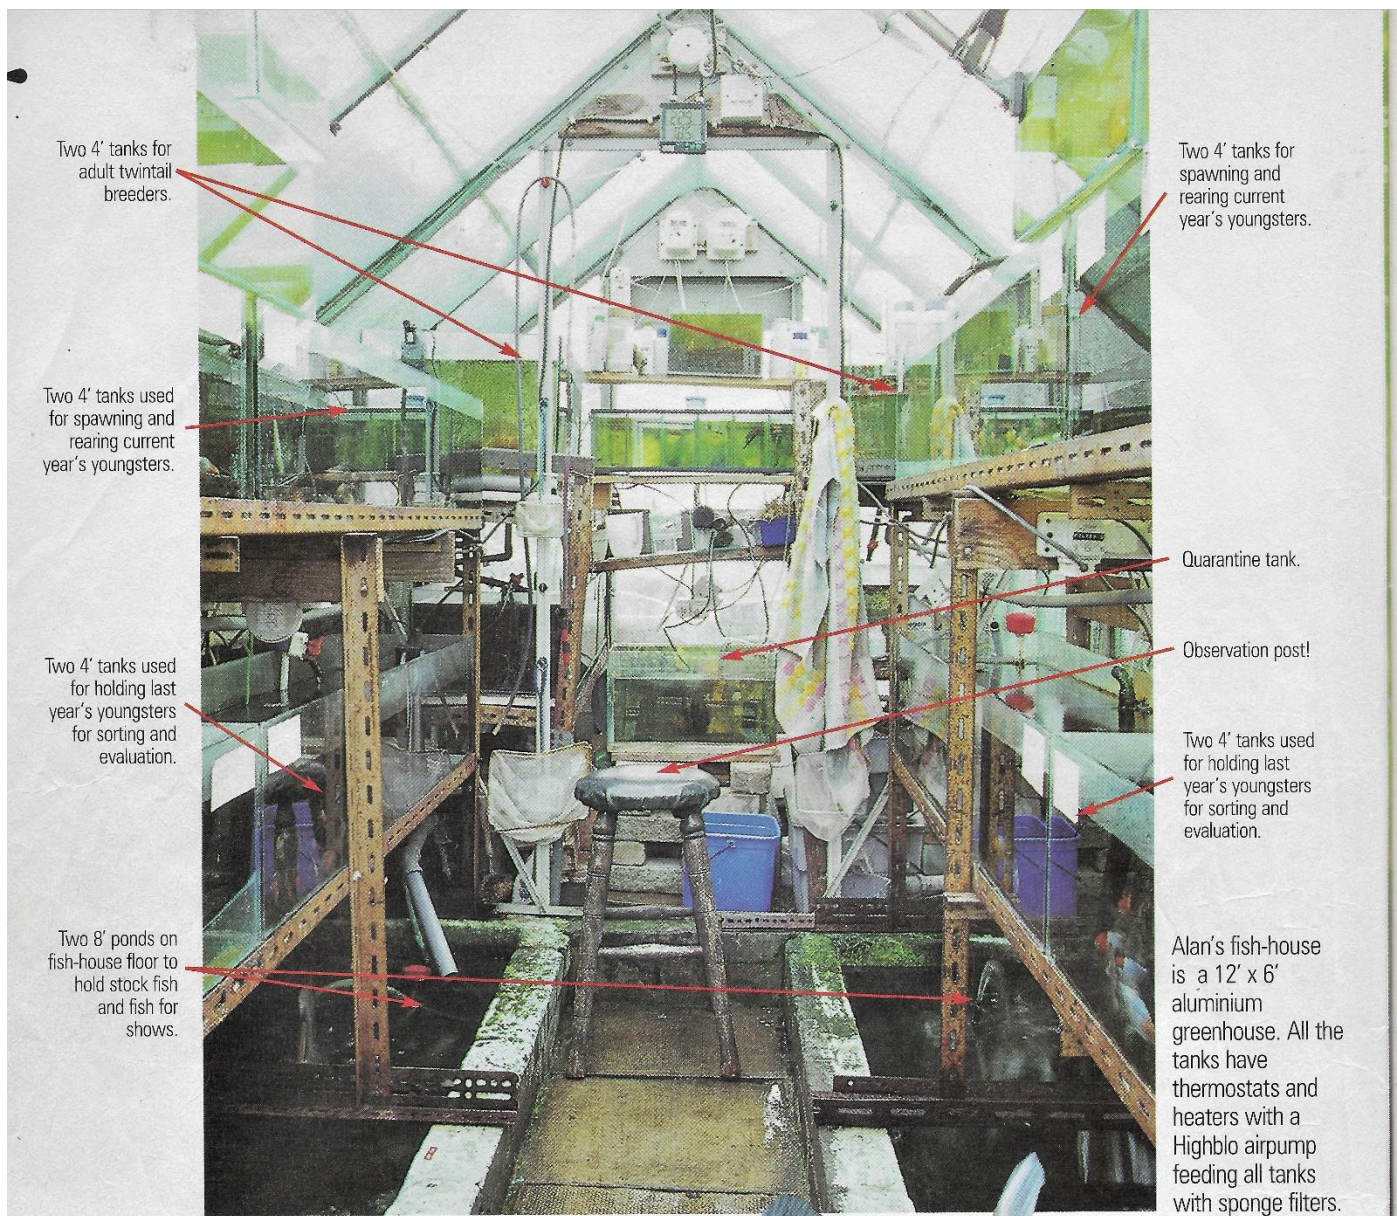 Two 4' tanks for
adult twintail
breeders.
Two 4' tanks used
for spawning and
rearing current
year's youngsters.
Two 4' tanks used
for holding last
year's youngsters
for sorting and
evaluation.
Two 8' ponds on
fish-house floor to
hold stock fish
and fish for
shows.
Two 4' tanks for
spawning and
rearing current
year's youngsters.
Quarantine tank.
Observation post!
Two 4' tanks used
for holding last
year's youngsters
for sorting and
evaluation.
Alan's fish-house
is a 12' x 6'
aluminium
greenhouse. All the
tanks have
thermostats and
heaters with a
Highblo airpump
feeding all tanks
with sponge filters.